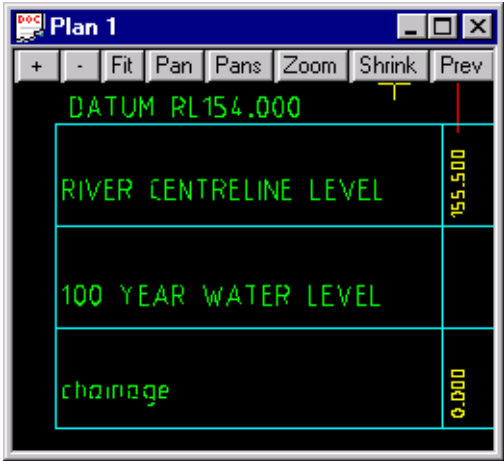 DOC Plan 1
+ - Fit Pan Pans Zoom Shrink Prev
DATUM RL154.000
RIVER CENTRELINE LEVEL 155.500
100 YEAR WATER LEVEL
chainage 0.000